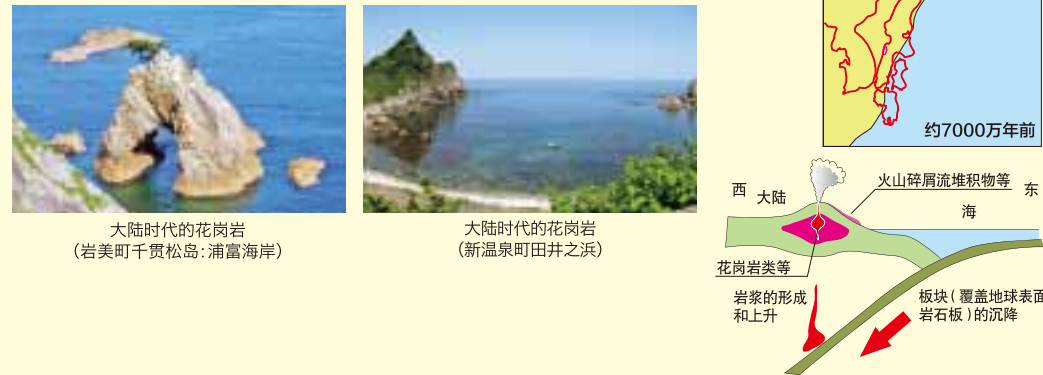 大陆时代的花岗岩
（岩美町千贯松岛:浦富海岸）
大陆时代的花岗岩
（新温泉町田井之浜）
约7000万年前
西
大陆
火山碎屑流堆积物等
东
海
花岗岩类等
岩浆的形成
和上升
板块(覆盖地球表面
岩石板)的沉降